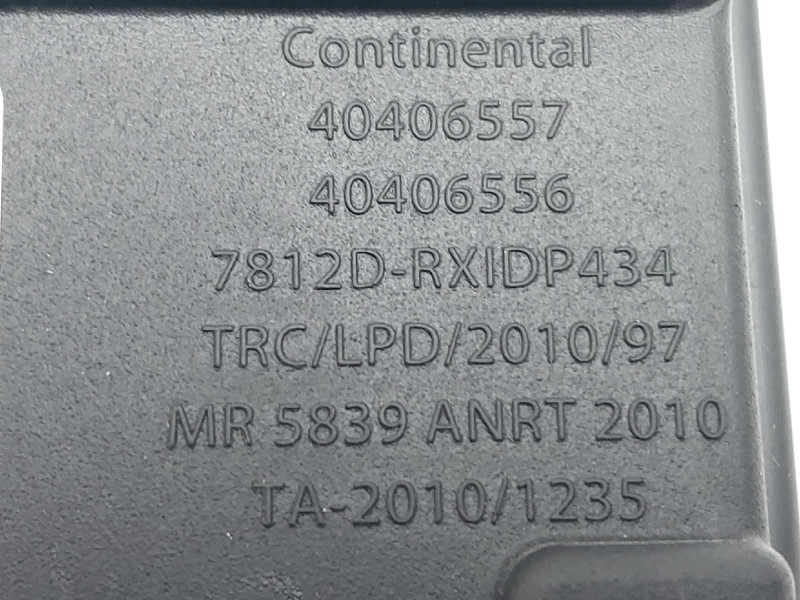 Continental
40406557
40406556
7812D-RXIDP434
TRC/LPD/2010/97
MR 5839 ANRT 2010
TA-2010/1235